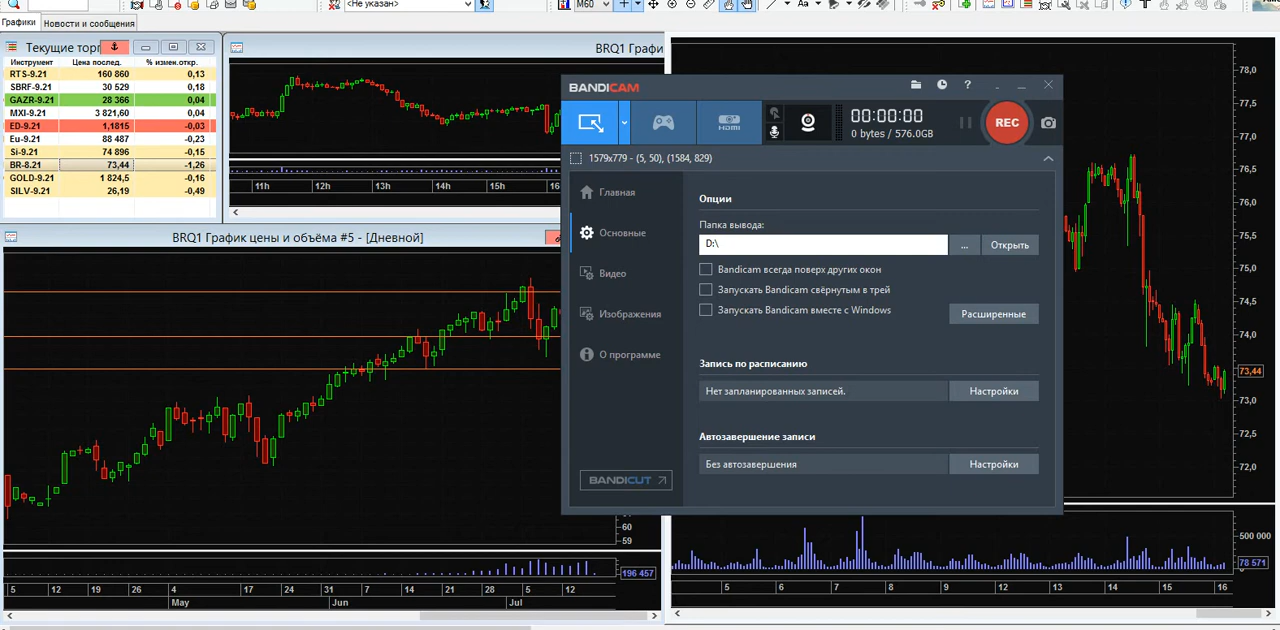 <Не указан>
M60
Aa
T
Графики
Новости и сообщения
Текущие торг
Инструмент Цена послед. % измен.откр.
RTS-9.21 160 860 0,13
SBRF-9.21 30 529 0,18
GAZR-9.21 28 366 0,04
MXI-9.21 3 821,60 0,04
ED-9.21 1,1815 -0,03
Eu-9.21 88 487 -0,23
Si-9.21 74 896 -0,15
BR-8.21 73,44 -1,26
GOLD-9.21 1 824,5 -0,16
SILV-9.21 26,19 -0,49
BRQ1 Графи
11h 12h 13h 14h 15h 16
BRQ1 График цены и объёма #5 - [Дневной]
60
59
196 457
5 12 19 26 4 17 24 31 7 14 21 28 5 12
May Jun Jul
BANDICAM
?
HDMI
00:00:00
0 bytes / 576.0GB
REC
1579x779 - (5, 50), (1584, 829)
Главная
Основные
Видео
Изображения
О программе
BANDICUT
Опции
Папка вывода:
D:\
...
Открыть
Bandicam всегда поверх других окон
Запускать Bandicam свёрнутым в трей
Запускать Bandicam вместе с Windows
Расширенные
Запись по расписанию
Нет запланированных записей.
Настройки
Автозавершение записи
Без автозавершения
Настройки
78,0
77,5
77,0
76,5
76,0
75,5
75,0
74,5
74,0
73,44
73,0
72,5
72,0
500 000
78 571
5 6 7 8 9 12 13 14 15 16